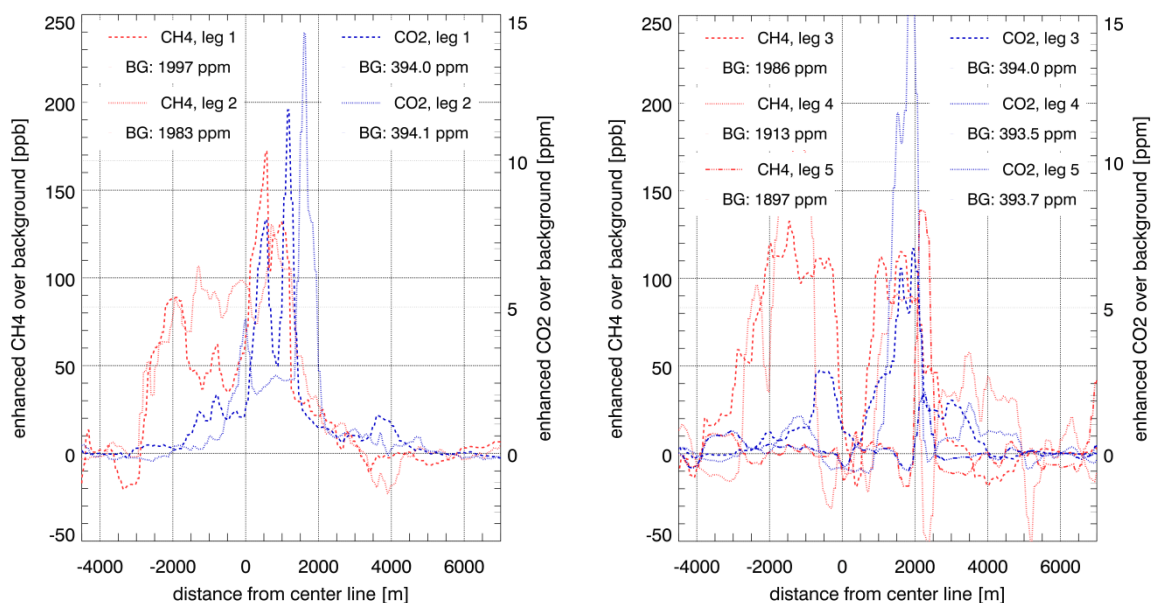 250
200
150
100
50
0
-50
enhanced CH4 over background [ppb]
CH4, leg 1
BG: 1997 ppm
CH4, leg 2
BG: 1983 ppm
CO2, leg 1
BG: 394.0 ppm
CO2, leg 2
BG: 394.1 ppm
15
10
5
0
enhanced CO2 over background [ppm]
-4000 -2000 0 2000 4000 6000
distance from center line [m]
250
200
150
100
50
0
-50
enhanced CH4 over background [ppb]
CH4, leg 3
BG: 1986 ppm
CH4, leg 4
BG: 1913 ppm
CH4, leg 5
BG: 1897 ppm
CO2, leg 3
BG: 394.0 ppm
CO2, leg 4
BG: 393.5 ppm
CO2, leg 5
BG: 393.7 ppm
15
10
5
0
enhanced CO2 over background [ppm]
-4000 -2000 0 2000 4000 6000
distance from center line [m]